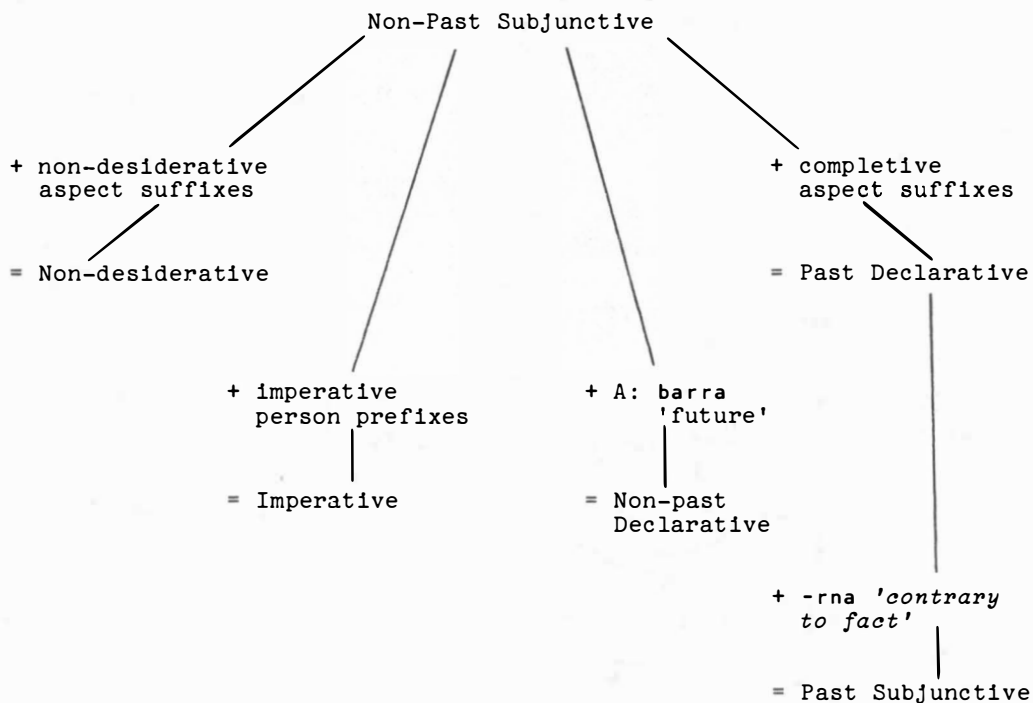 Non-Past Subjunctive
+ non-desiderative
aspect suffixes
+ completive
aspect suffixes
= Non-desiderative
= Past Declarative
+ imperative
person prefixes
+ A: barra
'future'
= Imperative
= Non-past
Declarative
+ -rna 'contrary
to fact'
= Past Subjunctive